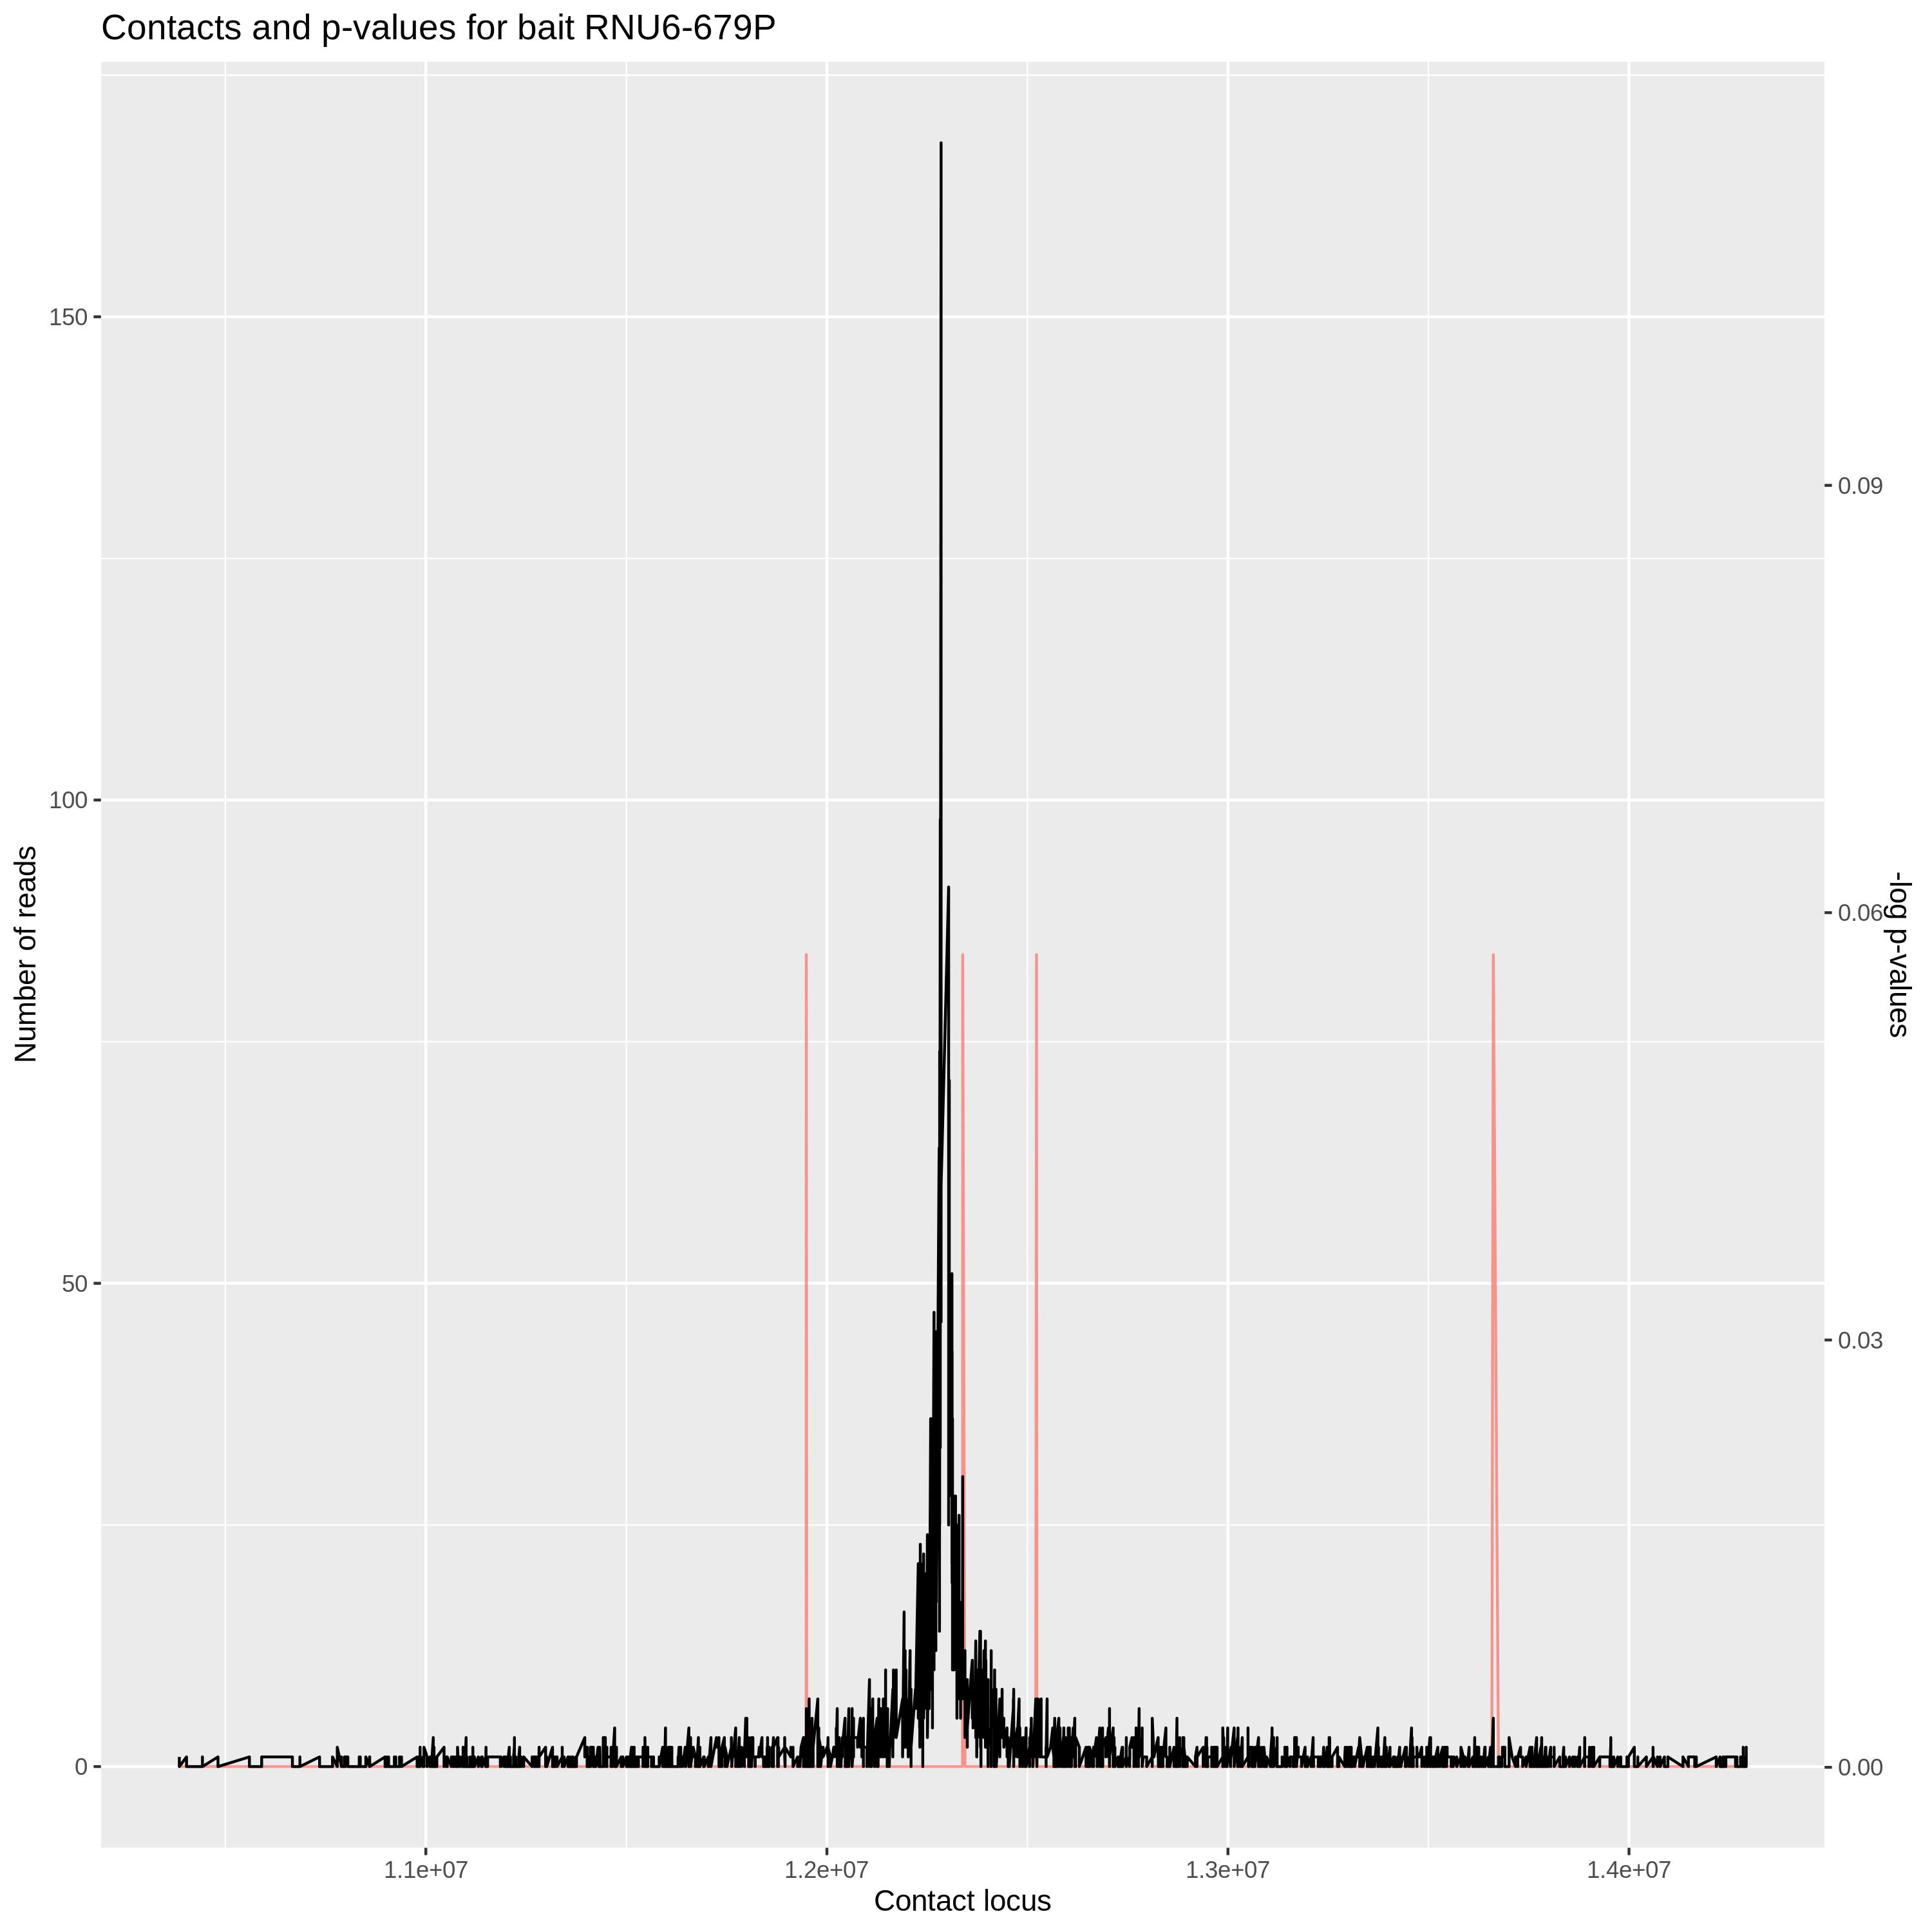 Contacts and p-values for bait RNU6-679P
Number of reads
150
100
50
0
0.09
0.06
0.03
0.00
-log p-values
1.1e+07
1.2e+07
1.3e+07
1.4e+07
Contact locus